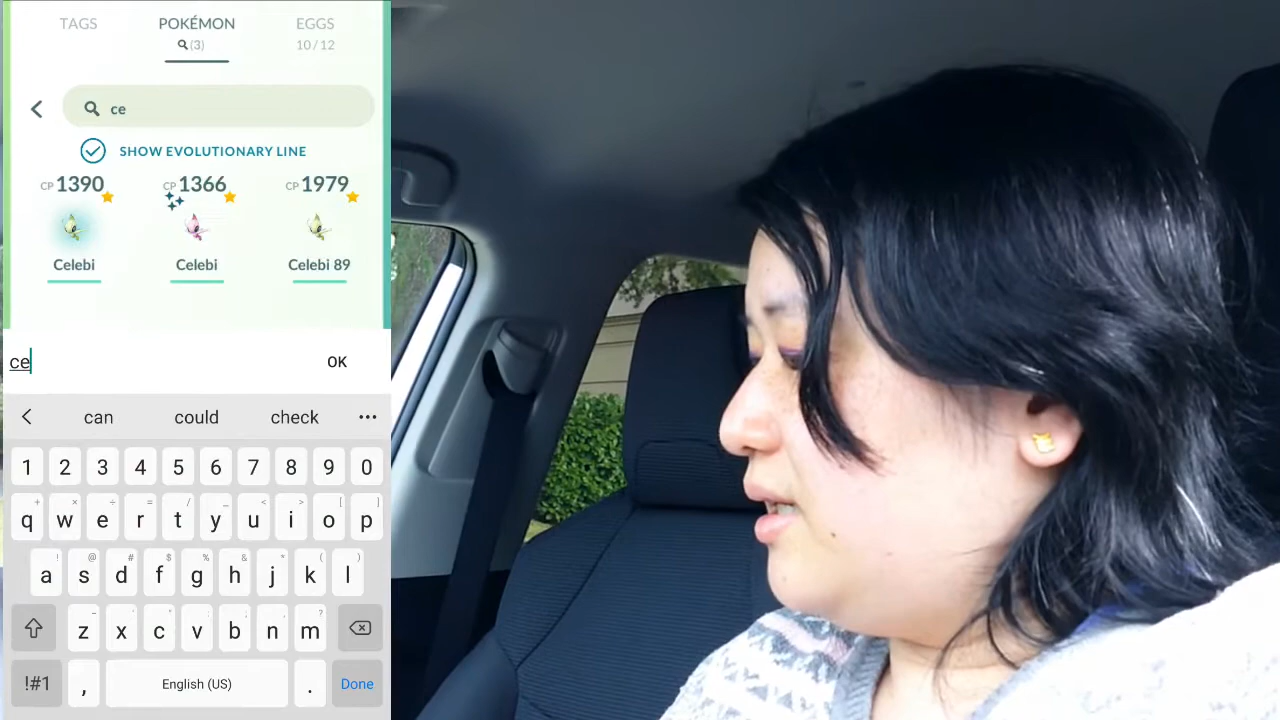 TAGS POKÉMON EGGS
(3) 10 / 12
ce
SHOW EVOLUTIONARY LINE
CP 1390 CP 1366 CP 1979
Celebi Celebi Celebi 89
ce OK
can could check
1 2 3 4 5 6 7 8 9 0
q w e r t y u i o p
a s d f g h j k l
z x c v b n m
!#1 , English (US) . Done